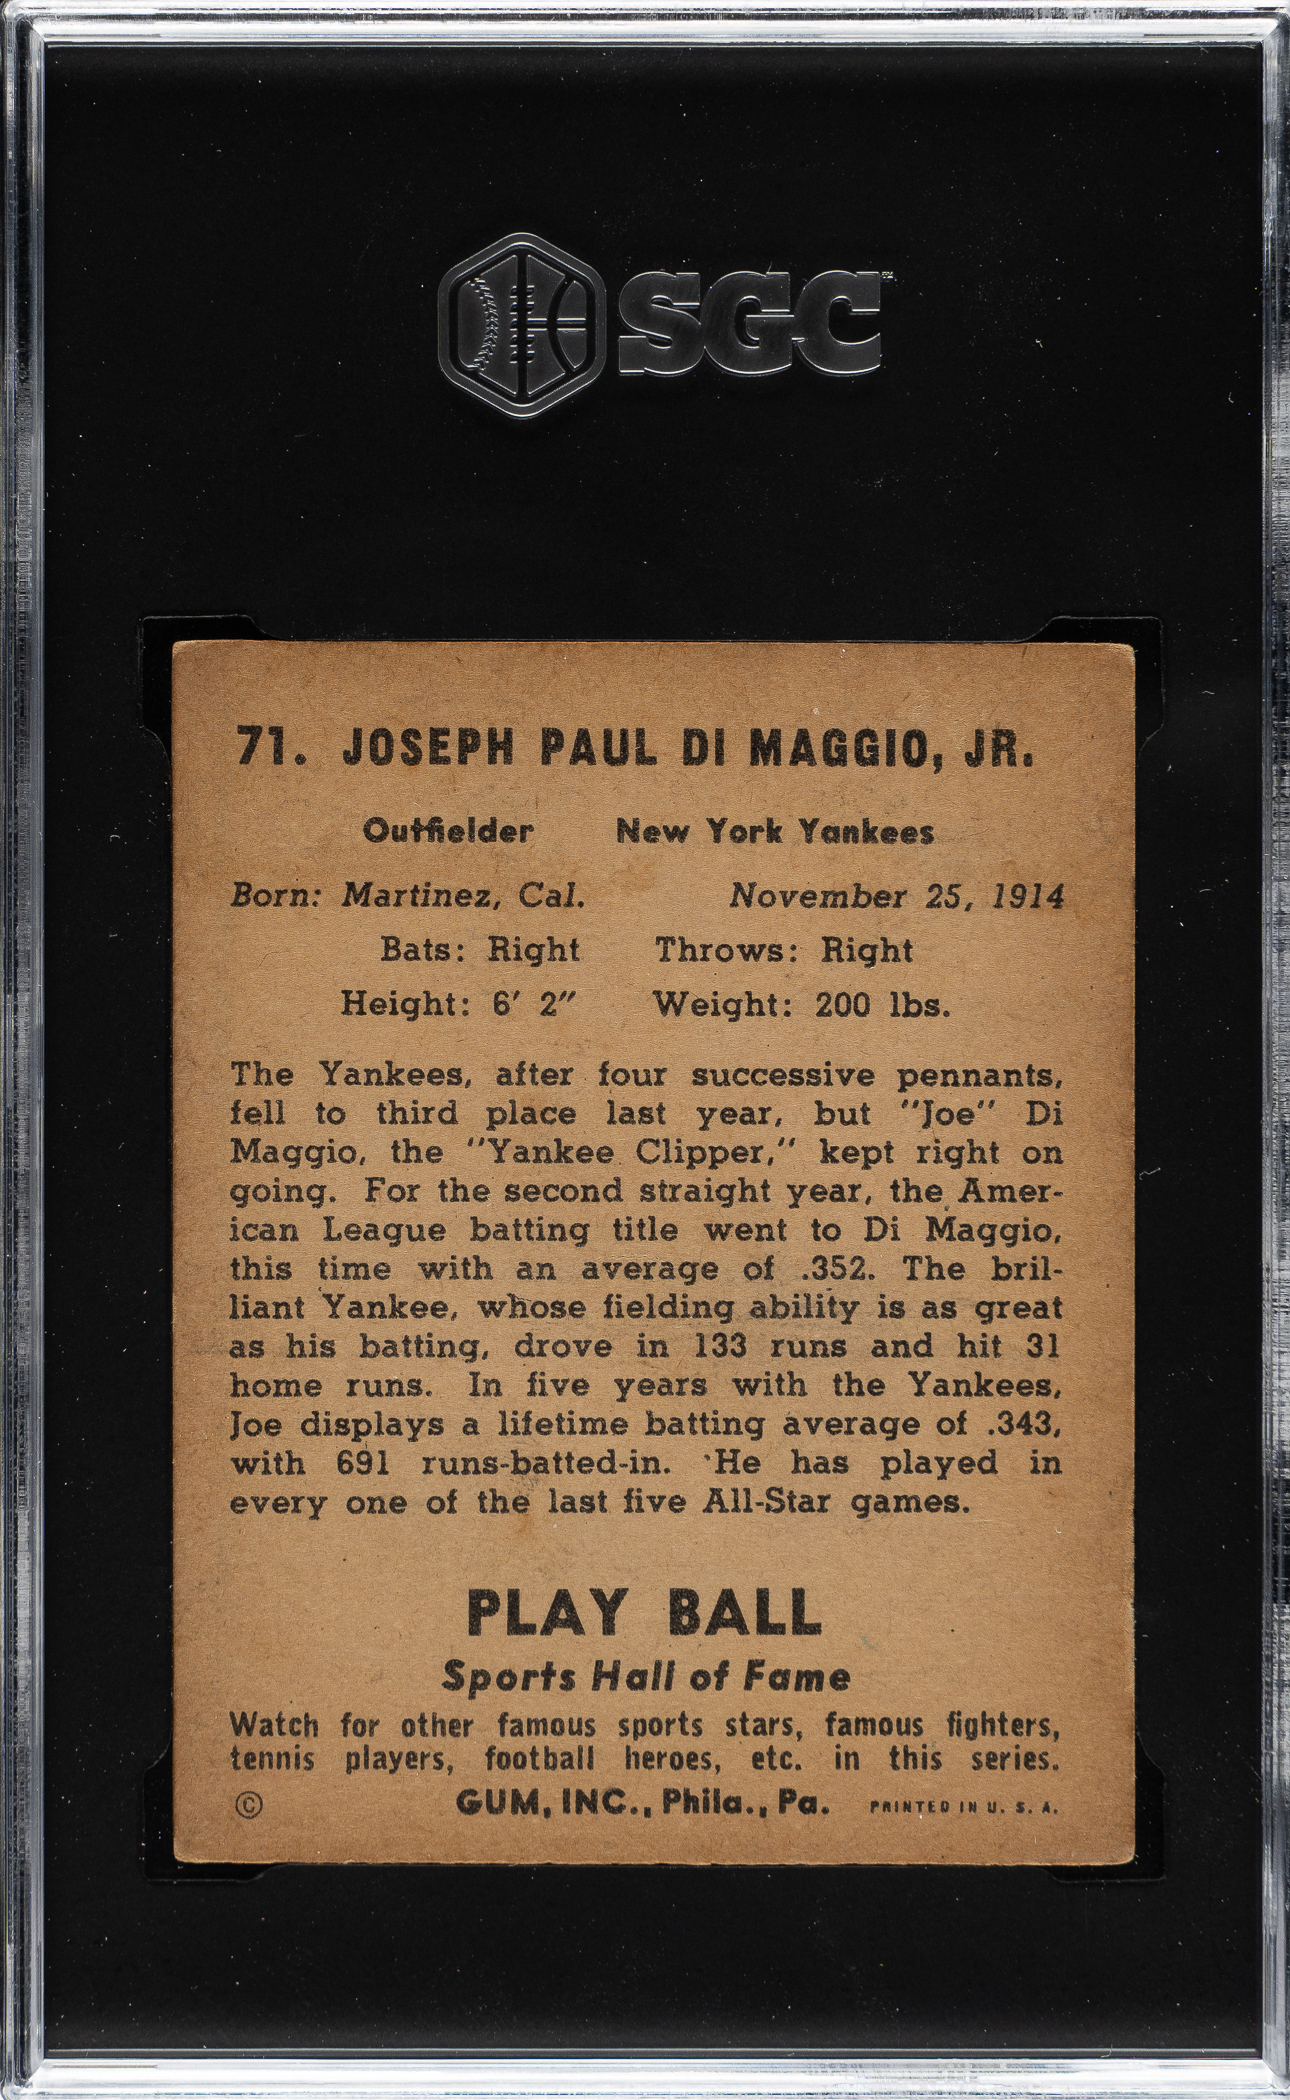 SGC™
71. JOSEPH PAUL DI MAGGIO, JR.
Outfielder New York Yankees
Born: Martinez, Cal. November 25, 1914
Bats: Right Throws: Right
Height: 6′ 2″ Weight: 200 lbs.
The Yankees, after four successive pennants,
fell to third place last year, but "Joe" Di
Maggio, the "Yankee Clipper," kept right on
going. For the second straight year, the Amer-
ican League batting title went to Di Maggio,
this time with an average of .352. The bril-
liant Yankee, whose fielding ability is as great
as his batting, drove in 133 runs and hit 31
home runs. In five years with the Yankees,
Joe displays a lifetime batting average of .343,
with 691 runs-batted-in. He has played in
every one of the last five All-Star games.
PLAY BALL
Sports Hall of Fame
Watch for other famous sports stars, famous fighters,
tennis players, football heroes, etc. in this series.
© GUM, INC., Phila., Pa. PRINTED IN U. S. A.